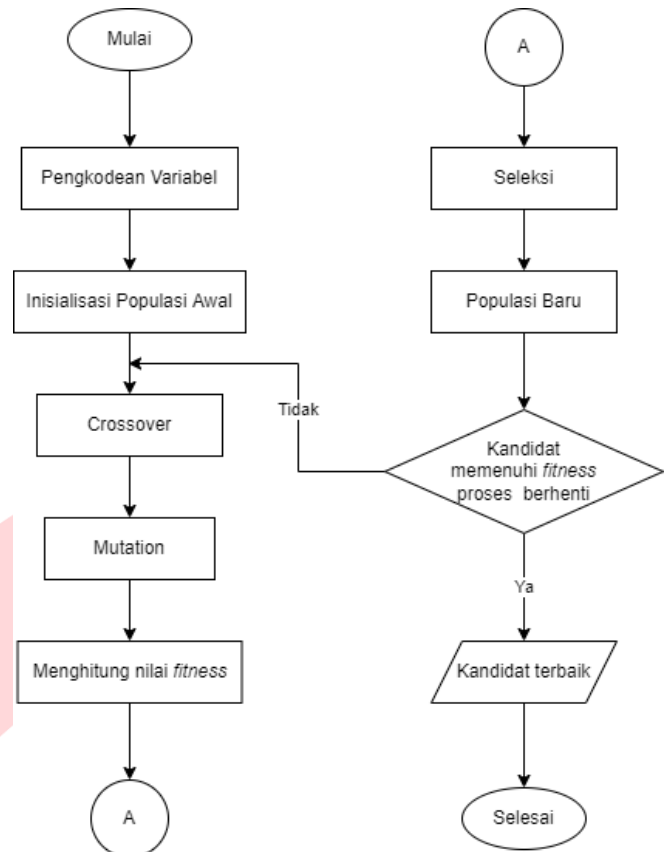 Mulai
Pengkodean Variabel
Inisialisasi Populasi Awal
Crossover
Mutation
Menghitung nilai fitness
A
A
Seleksi
Populasi Baru
Kandidat
memenuhi fitness
proses berhenti
Tidak
Ya
Kandidat terbaik
Selesai